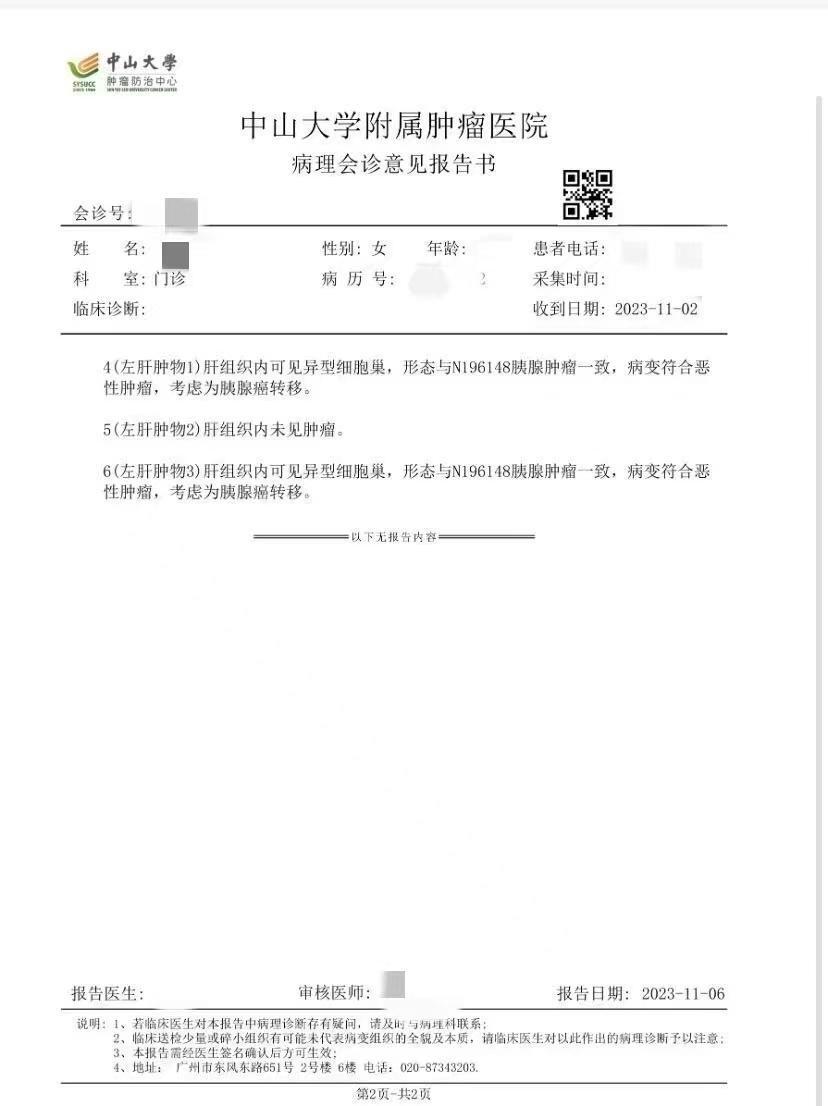 中山大學
肿瘤防治中心
SYSUCC
SINCE 1964
SUN YAT-SEN UNIVERSITY CANCER CENTER
中山大学附属肿瘤医院
病理会诊意见报告书
会诊号:
姓 名: 性别: 女 年龄: 患者电话:
科 室: 门诊 病 历 号: 2 采集时间:
临床诊断: 收到日期: 2023-11-02
4(左肝肿物1)肝组织内可见异型细胞巢，形态与N196148胰腺肿瘤一致，病变符合恶
性肿瘤，考虑为胰腺癌转移。
5(左肝肿物2)肝组织内未见肿瘤。
6(左肝肿物3)肝组织内可见异型细胞巢，形态与N196148胰腺肿瘤一致，病变符合恶
性肿瘤，考虑为胰腺癌转移。
以下无报告内容
报告医生: 审核医师: 报告日期: 2023-11-06
说明: 1、若临床医生对本报告中病理诊断存有疑问，请及时与病理科联系;
2、临床送检少量或碎小组织有可能未代表病变组织的全貌及本质，请临床医生对以此作出的病理诊断予以注意;
3、本报告需经医生签名确认后方可生效;
4、地址： 广州市东风东路651号 2号楼 6楼 电话：020-87343203.
第2页-共2页